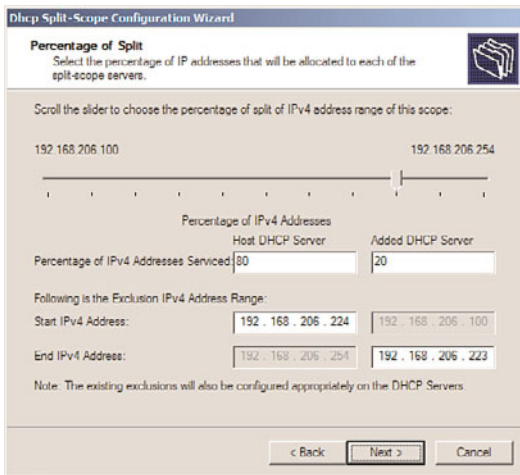 Dhcp Split-Scope Configuration Wizard
Percentage of Split
Select the percentage of IP addresses that will be allocated to each of the
split-scope servers.
Scroll the slider to choose the percentage of split of IPv4 address range of this scope:
192.168.206.100 192.168.206.254
Percentage of IPv4 Addresses
Host DHCP Server Added DHCP Server
Percentage of IPv4 Addresses Serviced: 80 20
Following is the Exclusion IPv4 Address Range:
Start IPv4 Address: 192 . 168 . 206 . 224 192 . 168 . 206 . 100
End IPv4 Address: 192 . 168 . 206 . 254 192 . 168 . 206 . 223
Note: The existing exclusions will also be configured appropriately on the DHCP Servers.
< Back Next > Cancel